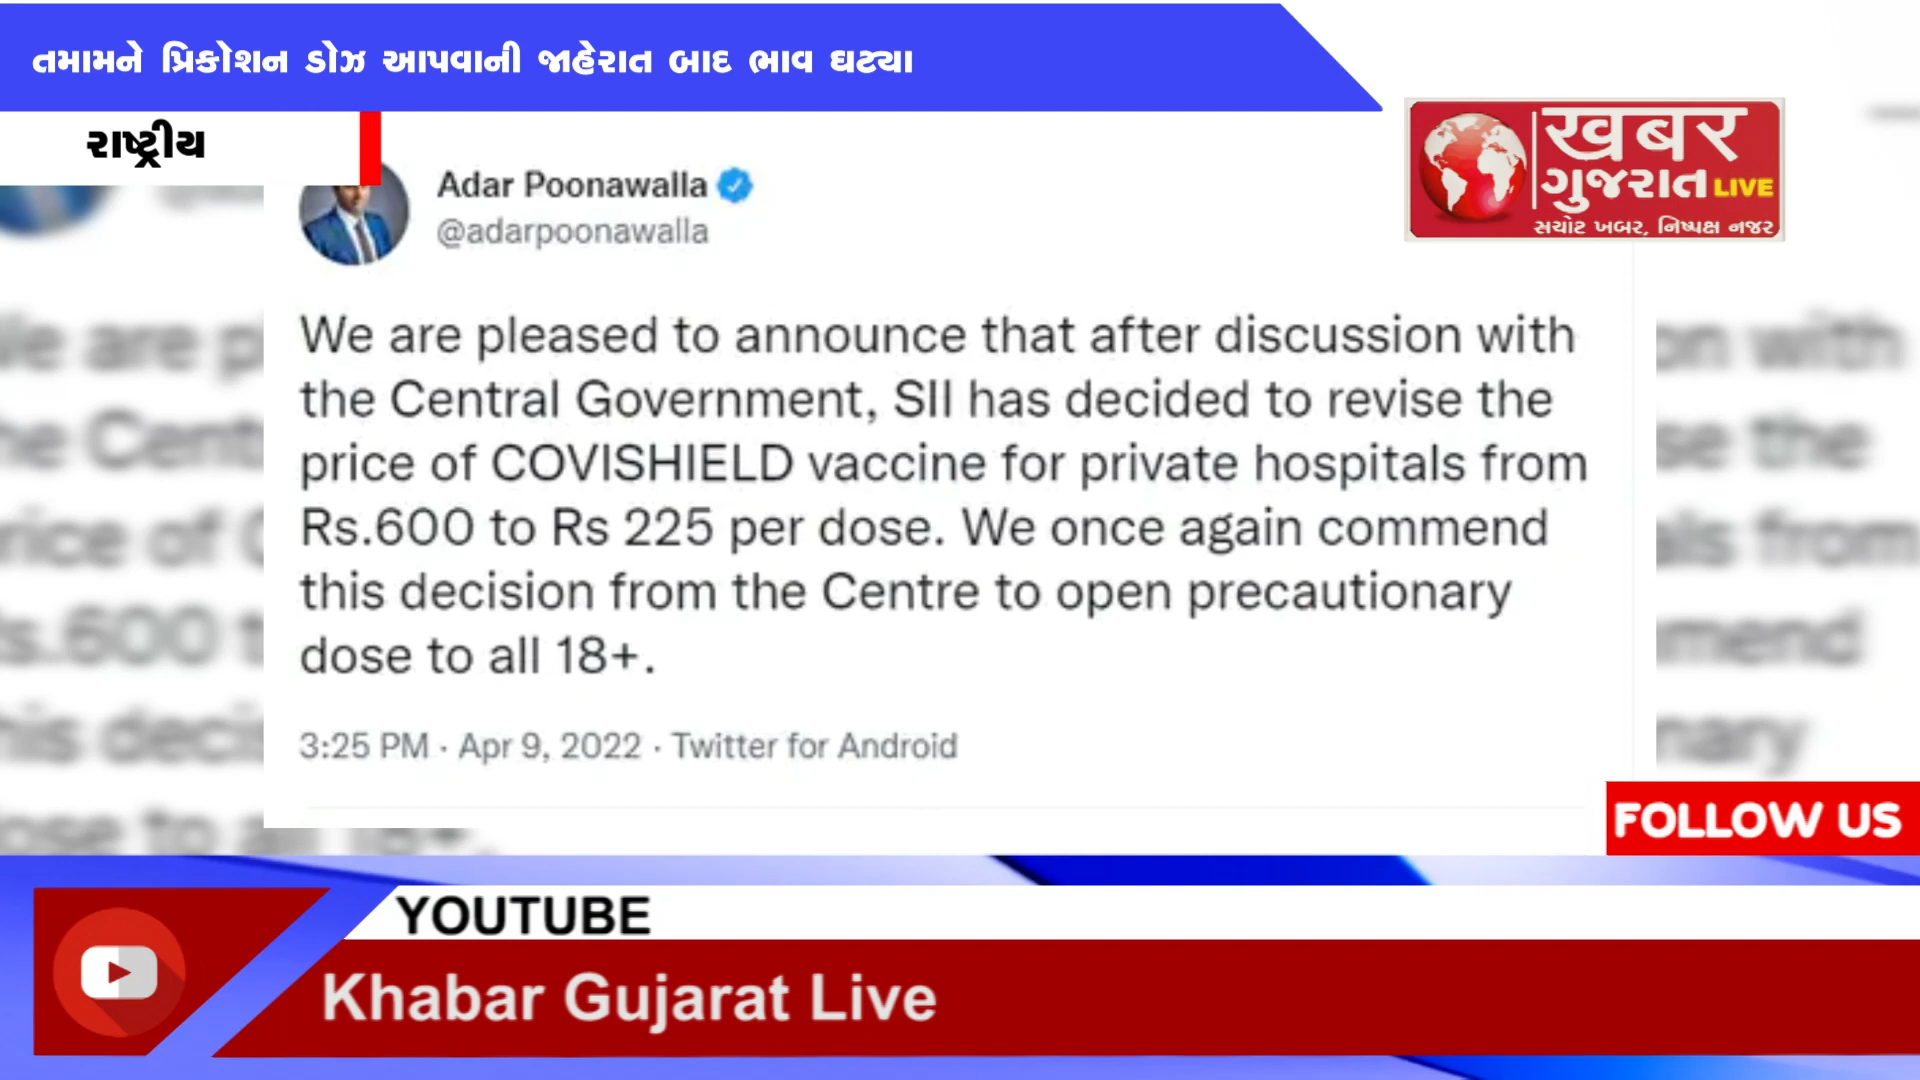 તમામને પ્રિકોશન ડોઝ આપવાની જાહેરાત બાદ ભાવ ઘટ્યા
રાષ્ટ્રીય
खबर
ગુજરાત LIVE
સચોટ ખબર, નિષ્પક્ષ નજર
Adar Poonawalla
@adarpoonawalla
We are pleased to announce that after discussion with
the Central Government, SII has decided to revise the
price of COVISHIELD vaccine for private hospitals from
Rs.600 to Rs 225 per dose. We once again commend
this decision from the Centre to open precautionary
dose to all 18+.
3:25 PM · Apr 9, 2022 · Twitter for Android
FOLLOW US
YOUTUBE
Khabar Gujarat Live